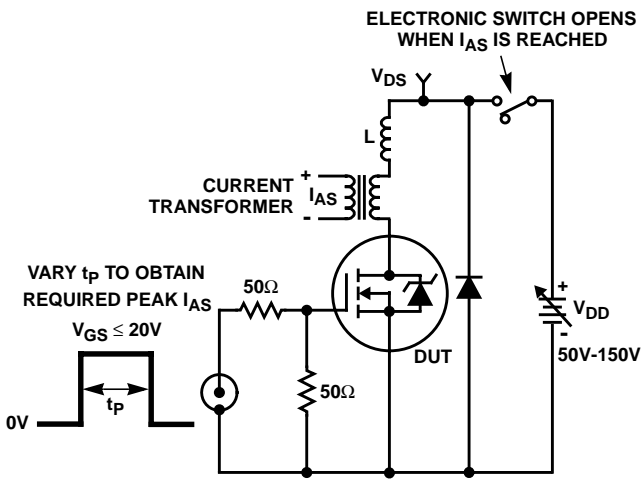 ELECTRONIC SWITCH OPENS
WHEN IAS IS REACHED
VDS
L
CURRENT
TRANSFORMER
+
IAS
-
VARY tP TO OBTAIN
REQUIRED PEAK IAS
50Ω
VGS ≤ 20V
DUT
+
VDD
-
50V-150V
50Ω
0V
tP